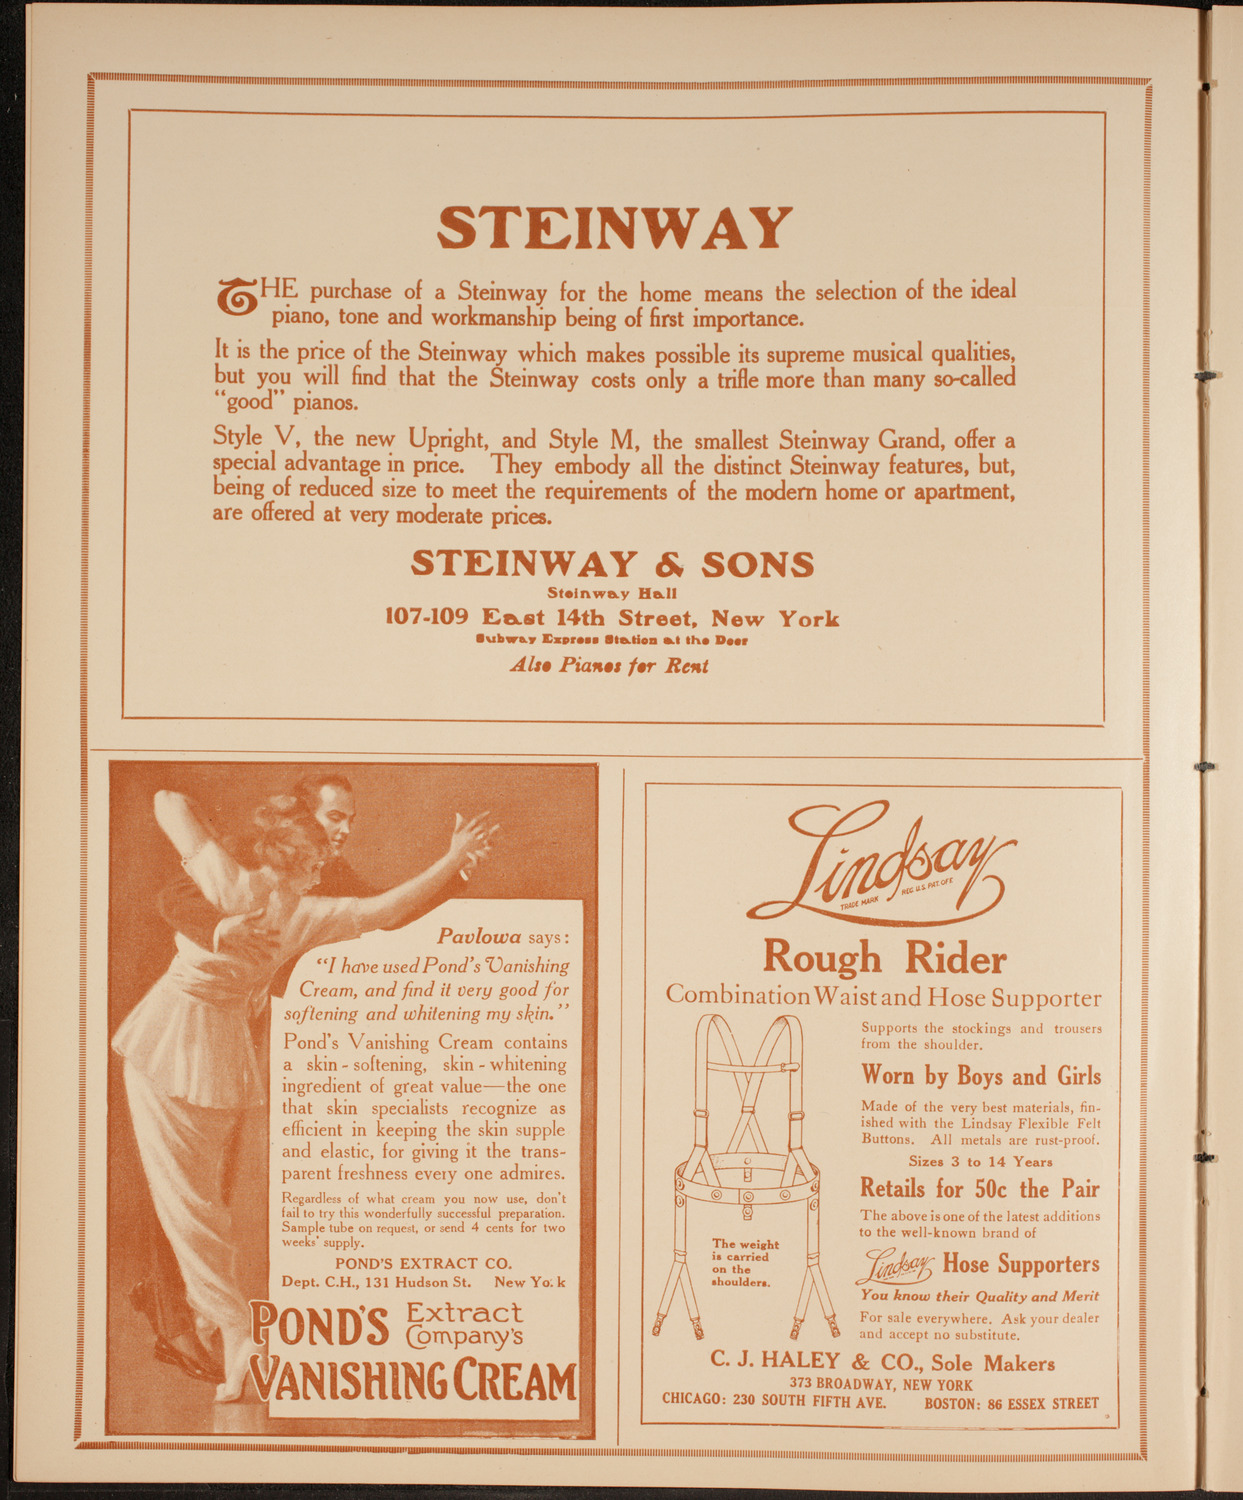 STEINWAY
THE purchase of a Steinway for the home means the selection of the ideal
piano, tone and workmanship being of first importance.
It is the price of the Steinway which makes possible its supreme musical qualities,
but you will find that the Steinway costs only a trifle more than many so-called
"good" pianos.
Style V, the new Upright, and Style M, the smallest Steinway Grand, offer a
special advantage in price. They embody all the distinct Steinway features, but,
being of reduced size to meet the requirements of the modern home or apartment,
are offered at very moderate prices.
STEINWAY & SONS
Steinway Hall
107-109 East 14th Street, New York
Subway Express Station at the Door
Also Pianos for Rent
Pavlowa says:
"I have used Pond's Vanishing
Cream, and find it very good for
softening and whitening my skin."
Pond's Vanishing Cream contains
a skin-softening, skin-whitening
ingredient of great value—the one
that skin specialists recognize as
efficient in keeping the skin supple
and elastic, for giving it the trans-
parent freshness every one admires.
Regardless of what cream you now use, don't
fail to try this wonderfully successful preparation.
Sample tube on request, or send 4 cents for two
weeks' supply.
POND'S EXTRACT CO.
Dept. C.H., 131 Hudson St. New York
POND'S Extract
Company's
VANISHING CREAM
Lindsay
TRADE MARK REG. U.S. PAT. OFF.
Rough Rider
Combination Waist and Hose Supporter
Supports the stockings and trousers
from the shoulder.
Worn by Boys and Girls
Made of the very best materials, fin-
ished with the Lindsay Flexible Felt
Buttons. All metals are rust-proof.
Sizes 3 to 14 Years
Retails for 50c the Pair
The above is one of the latest additions
to the well-known brand of
Lindsay Hose Supporters
You know their Quality and Merit
For sale everywhere. Ask your dealer
and accept no substitute.
The weight
is carried
on the
shoulders.
C. J. HALEY & CO., Sole Makers
373 BROADWAY, NEW YORK
CHICAGO: 230 SOUTH FIFTH AVE. BOSTON: 86 ESSEX STREET